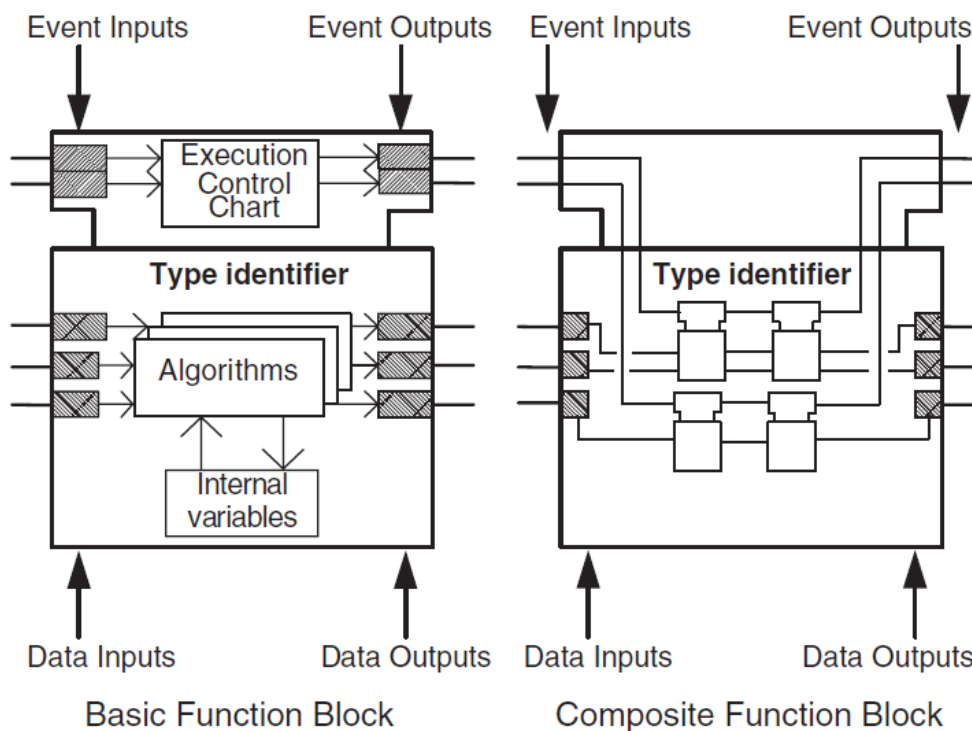 Event Inputs
Event Outputs
Event Inputs
Event Outputs
Execution
Control
Chart
Type identifier
Type identifier
Algorithms
Internal
variables
Data Inputs
Data Outputs
Data Inputs
Data Outputs
Basic Function Block
Composite Function Block